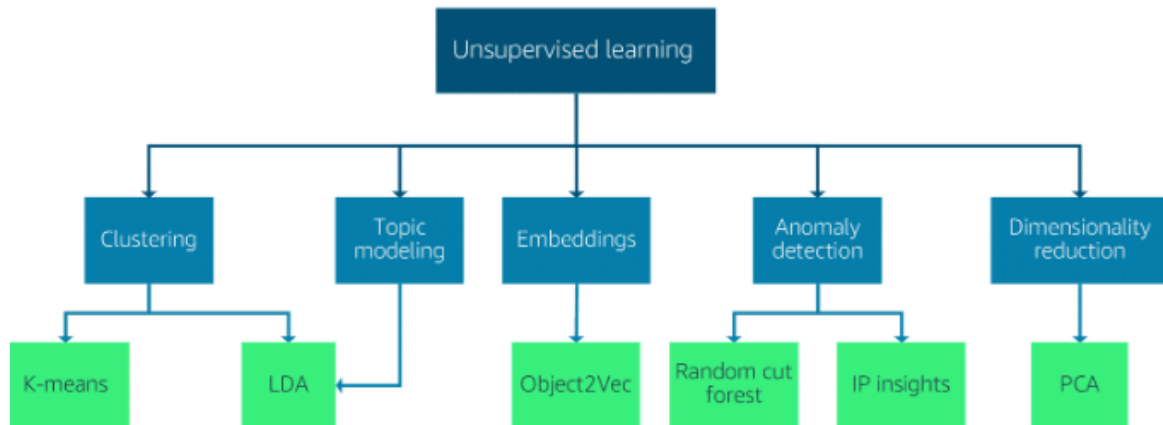 Unsupervised learning
Clustering
Topic
modeling
Embeddings
Anomaly
detection
Dimensionality
reduction
K-means
LDA
Object2Vec
Random cut
forest
IP insights
PCA